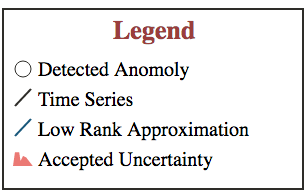 Legend
Detected Anomoly
Time Series
Low Rank Approximation
Accepted Uncertainty